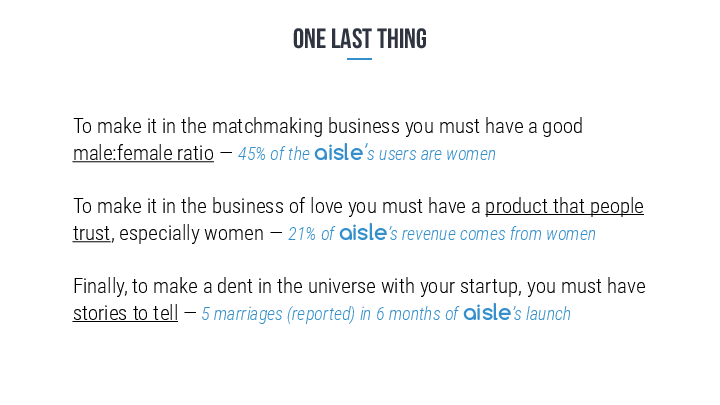 ONE LAST THING
To make it in the matchmaking business you must have a good
male:female ratio – 45% of the aisle's users are women
To make it in the business of love you must have a product that people
trust, especially women – 21% of aisle's revenue comes from women
Finally, to make a dent in the universe with your startup, you must have
stories to tell – 5 marriages (reported) in 6 months of aisle's launch